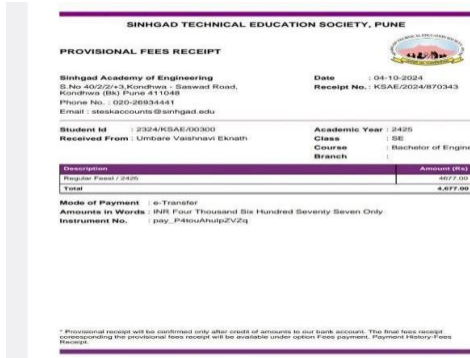 SINHGAD TECHNICAL EDUCATION SOCIETY, PUNE
PROVISIONAL FEES RECEIPT
Sinhgad Academy of Engineering
S.No 40/2/2/+3,Kondhwa - Saswad Road,
Kondhwa (Bk) Pune 411048
Phone No. : 020-26934441
Email : steskaccounts@sinhgad.edu
Date : 04-10-2024
Receipt No. : KSAE/2024/870343
Student Id : 2324/KSAE/00300
Received From : Umbare Vaishnavi Eknath
Academic Year : 2425
Class : SE
Course : Bachelor of Engine
Branch :
Description Amount (Rs)
Regular Feesl / 2425 4677.00
Total 4,677.00
Mode of Payment : e-Transfer
Amounts in Words : INR Four Thousand Six Hundred Seventy Seven Only
Instrument No. : pay_P4touAhulpZVZq
* Provisional receipt will be confirmed only after credit of amounts to our bank account. The final fees receipt
coreesponding the provisional fees receipt will be available under option Fees payment. Payment History-Fees
Receipt.